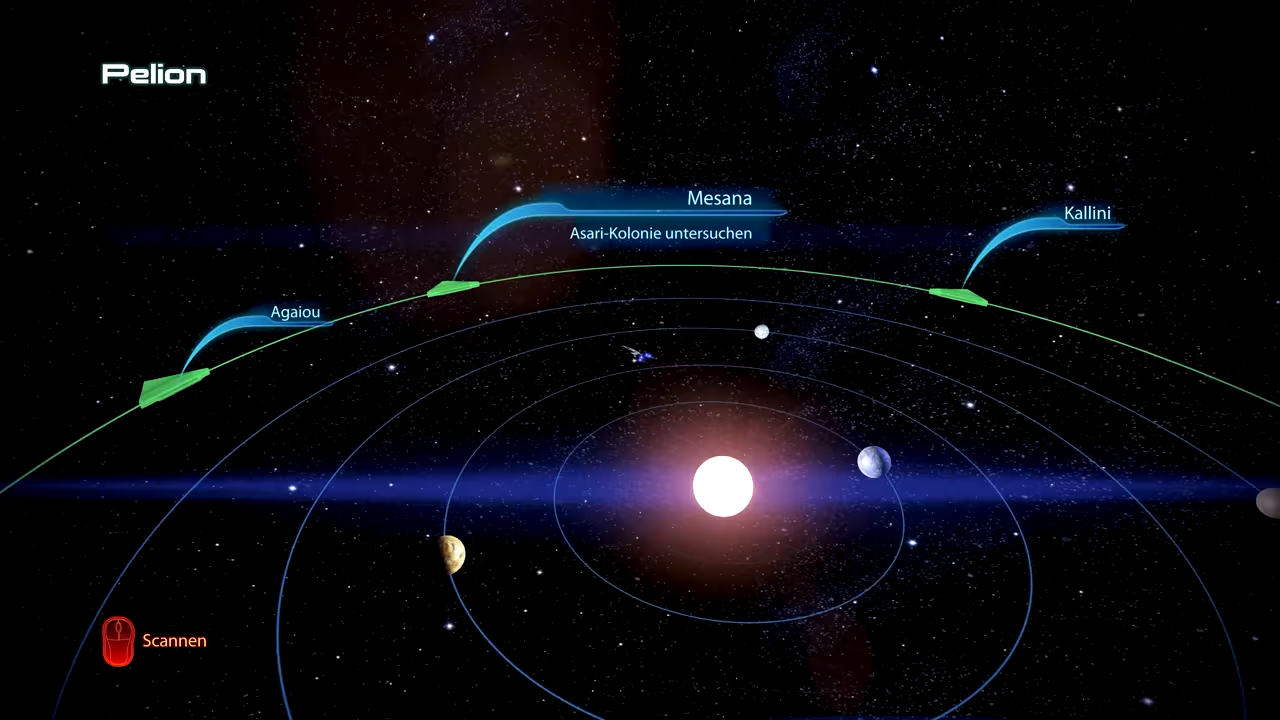 Pelion
Mesana
Asari-Kolonie untersuchen
Kallini
Agaiou
Scannen